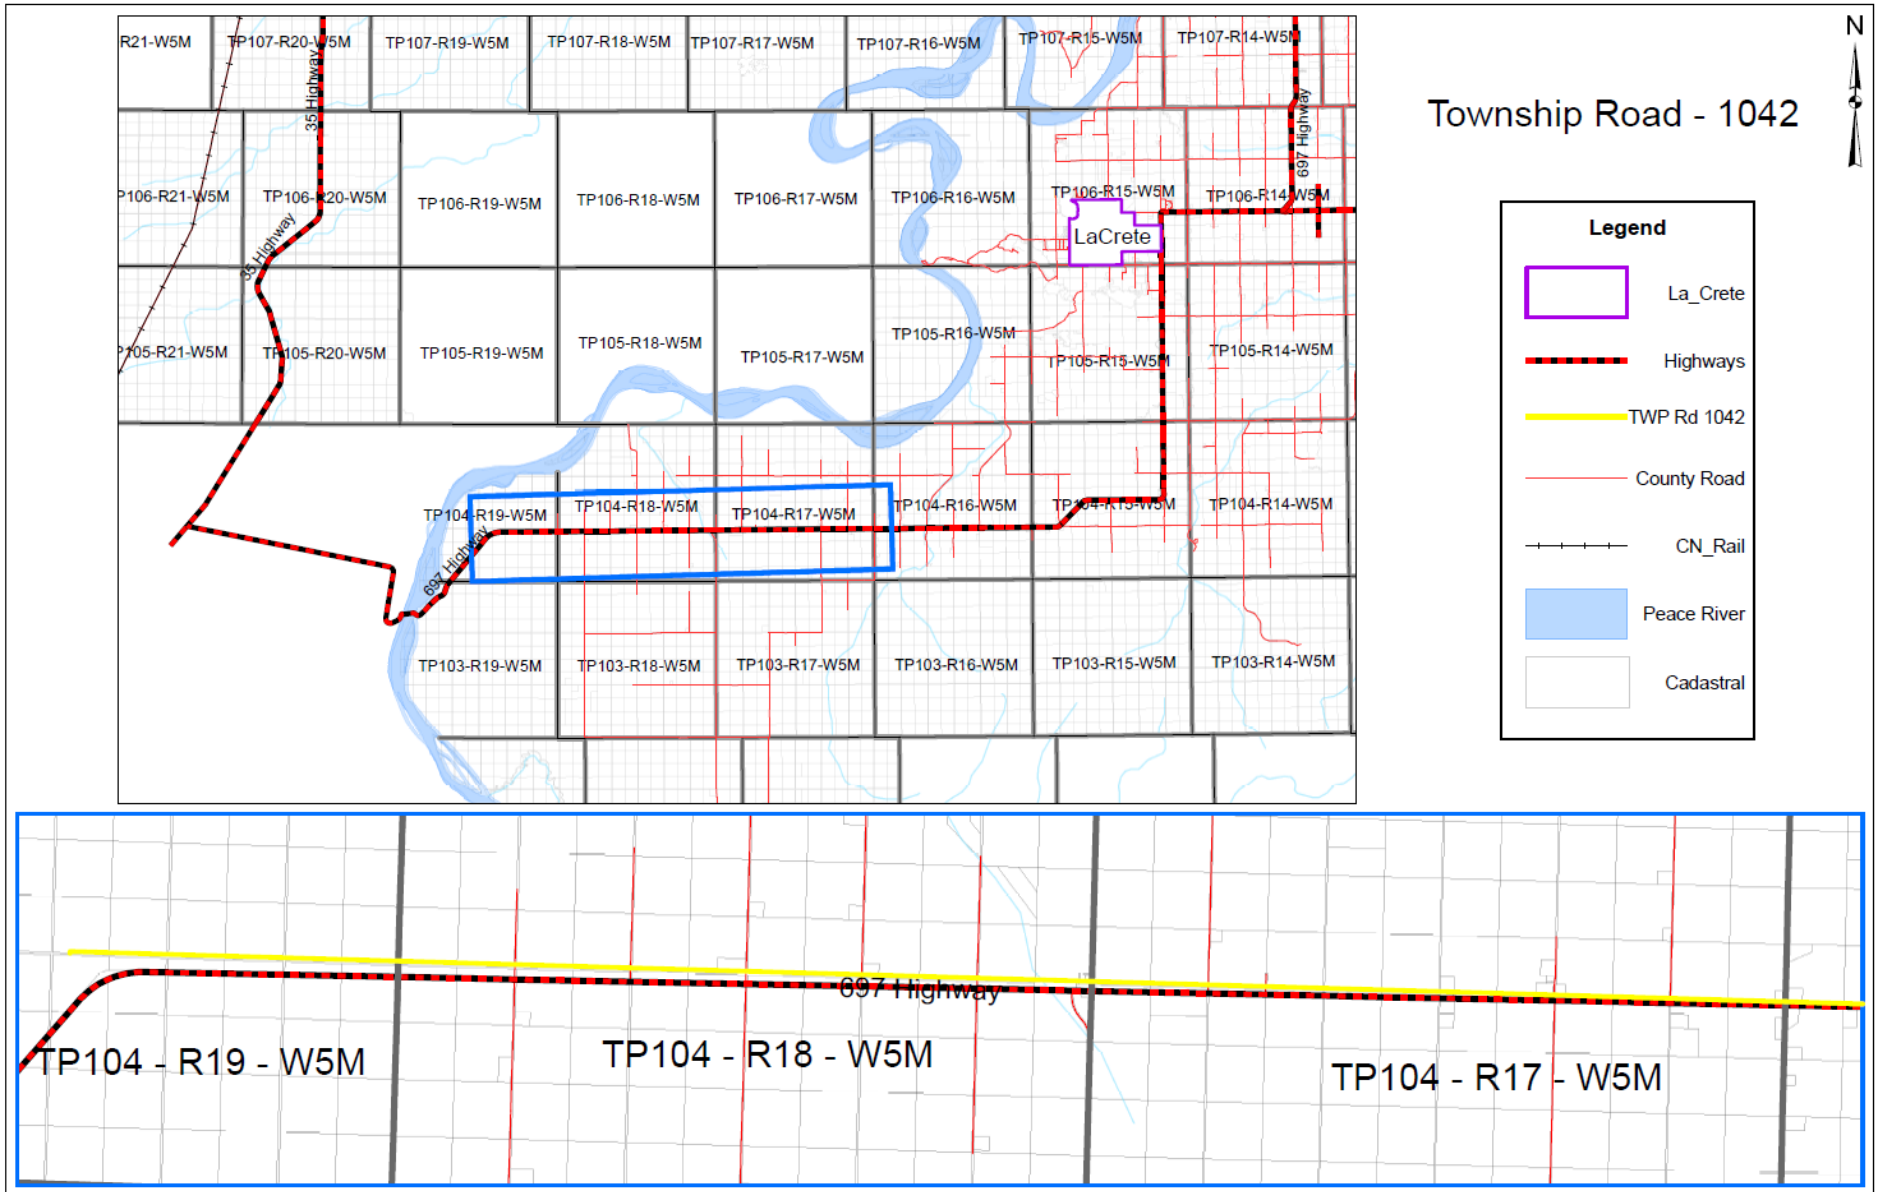 R21-W5M
TP107-R20-W5M
TP107-R19-W5M
TP107-R18-W5M
TP107-R17-W5M
TP107-R16-W5M
TP107-R15-W5M
TP107-R14-W5M
N
35 Highway
697 Highway
Township Road - 1042
P106-R21-W5M
TP106-R20-W5M
TP106-R19-W5M
TP106-R18-W5M
TP106-R17-W5M
TP106-R16-W5M
TP106-R15-W5M
TP106-R14-W5M
35 Highway
LaCrete
P105-R21-W5M
TP105-R20-W5M
TP105-R19-W5M
TP105-R18-W5M
TP105-R17-W5M
TP105-R16-W5M
TP105-R15-W5M
TP105-R14-W5M
TP104-R19-W5M
TP104-R18-W5M
TP104-R17-W5M
TP104-R16-W5M
TP104-R15-W5M
TP104-R14-W5M
697 Highway
TP103-R19-W5M
TP103-R18-W5M
TP103-R17-W5M
TP103-R16-W5M
TP103-R15-W5M
TP103-R14-W5M
Legend
La_Crete
Highways
TWP Rd 1042
County Road
CN_Rail
Peace River
Cadastral
697 Highway
TP104 - R19 - W5M
TP104 - R18 - W5M
TP104 - R17 - W5M